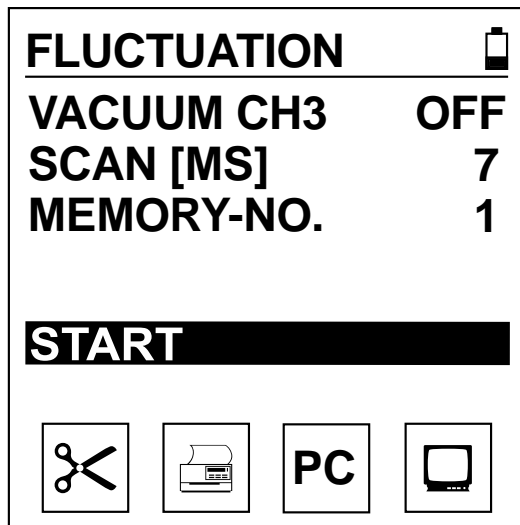 FLUCTUATION
VACUUM CH3 OFF
SCAN [MS] 7
MEMORY-NO. 1
START
PC